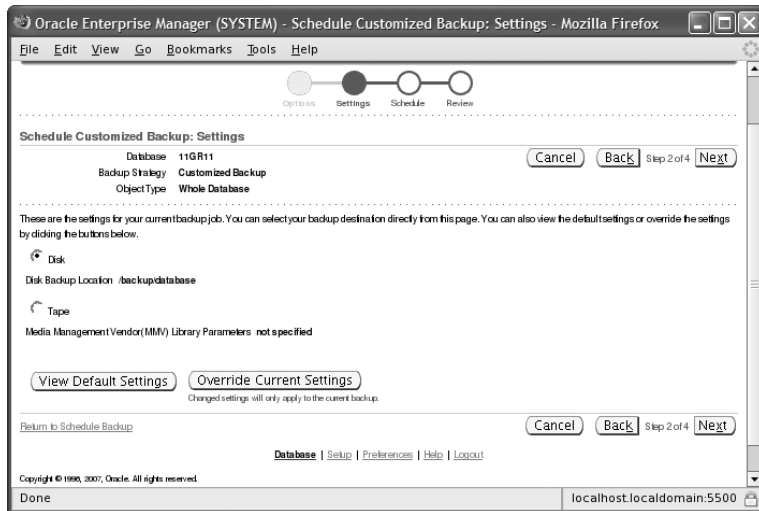 Oracle Enterprise Manager (SYSTEM) - Schedule Customized Backup: Settings - Mozilla Firefox
File Edit View Go Bookmarks Tools Help
Options Settings Schedule Review
Schedule Customized Backup: Settings
Database 11GR11
Backup Strategy Customized Backup
Object Type Whole Database
Cancel Back Step 2 of 4 Next
These are the settings for your current backup job. You can select your backup destination directly from this page. You can also view the default settings or override the settings
by clicking the buttons below.
Disk
Disk Backup Location /backup/database
Tape
Media Management Vendor(MMV) Library Parameters not specified
View Default Settings Override Current Settings
Changed settings will only apply to the current backup.
Return to Schedule Backup
Cancel Back Step 2 of 4 Next
Database | Setup | Preferences | Help | Logout
Copyright © 1996, 2007, Oracle. All rights reserved.
Done localhost.localdomain:5500